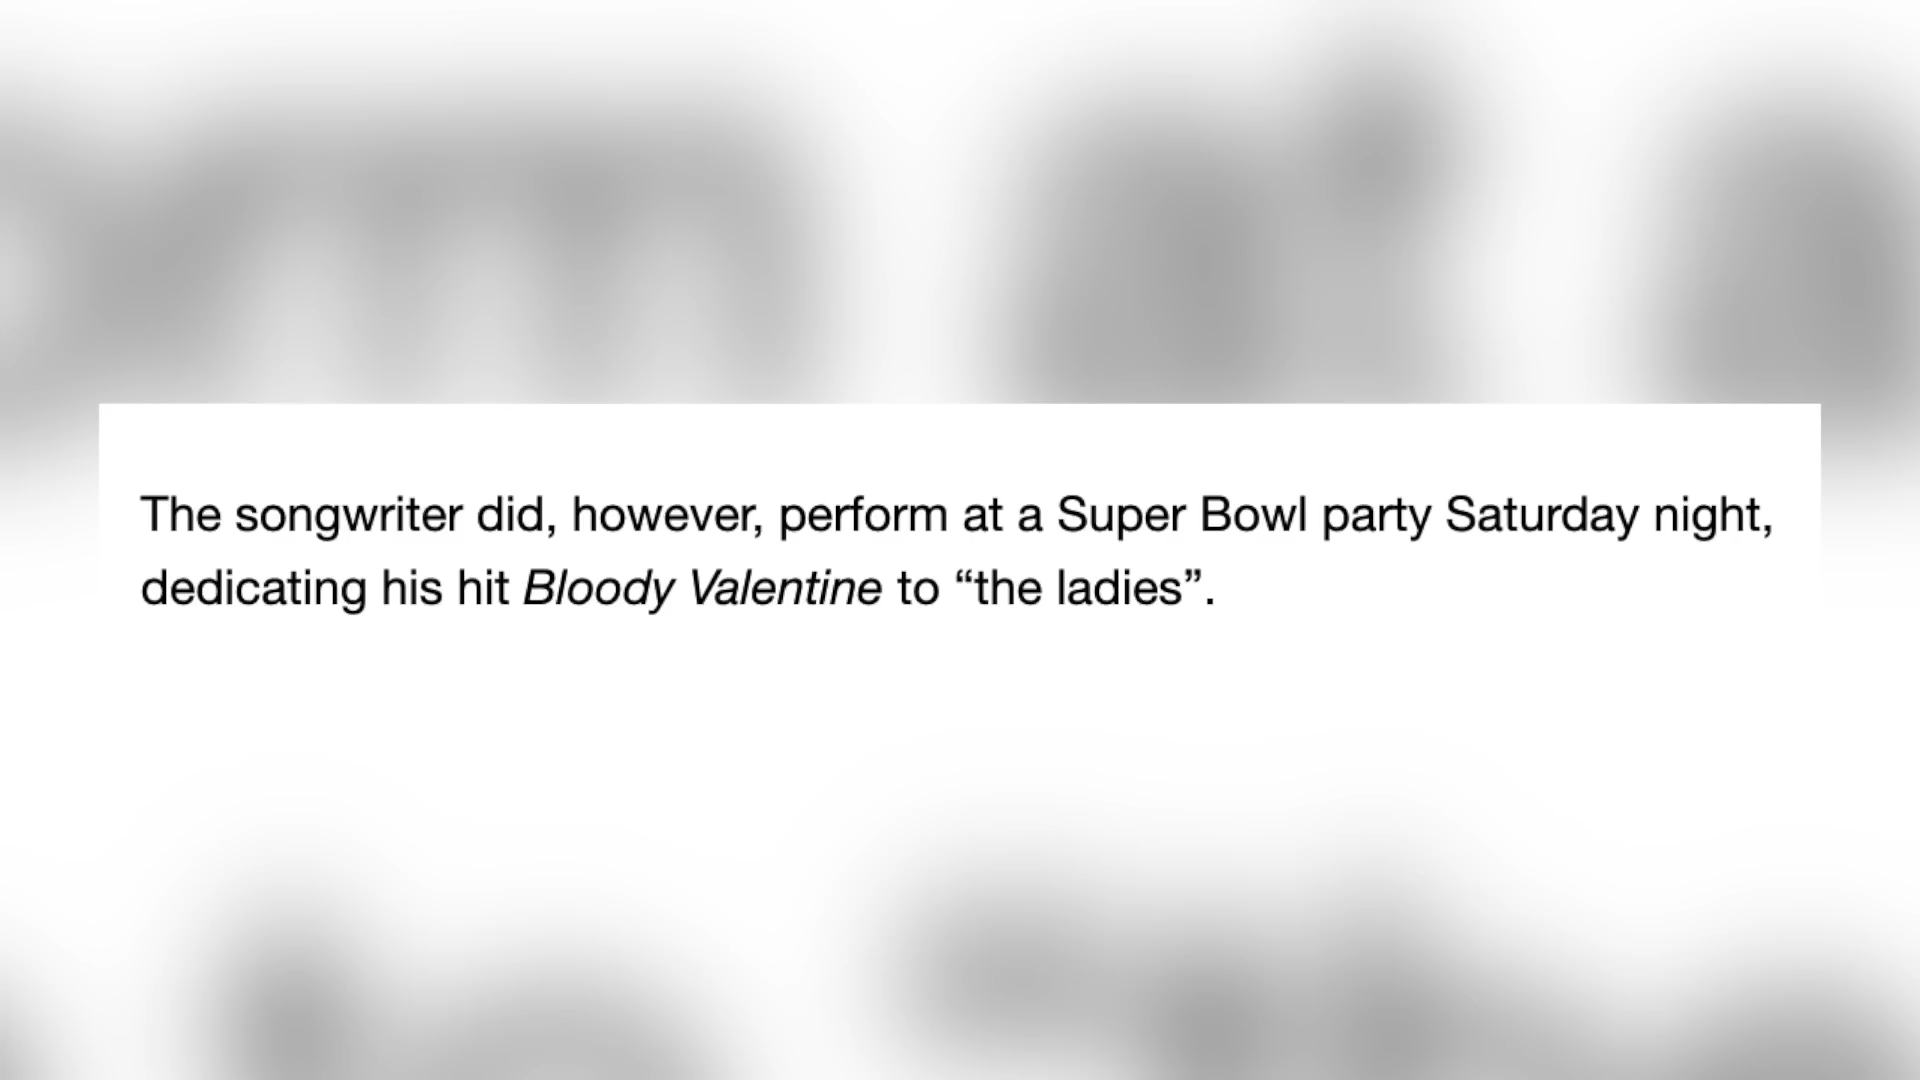 The songwriter did, however, perform at a Super Bowl party Saturday night,
dedicating his hit Bloody Valentine to “the ladies”.